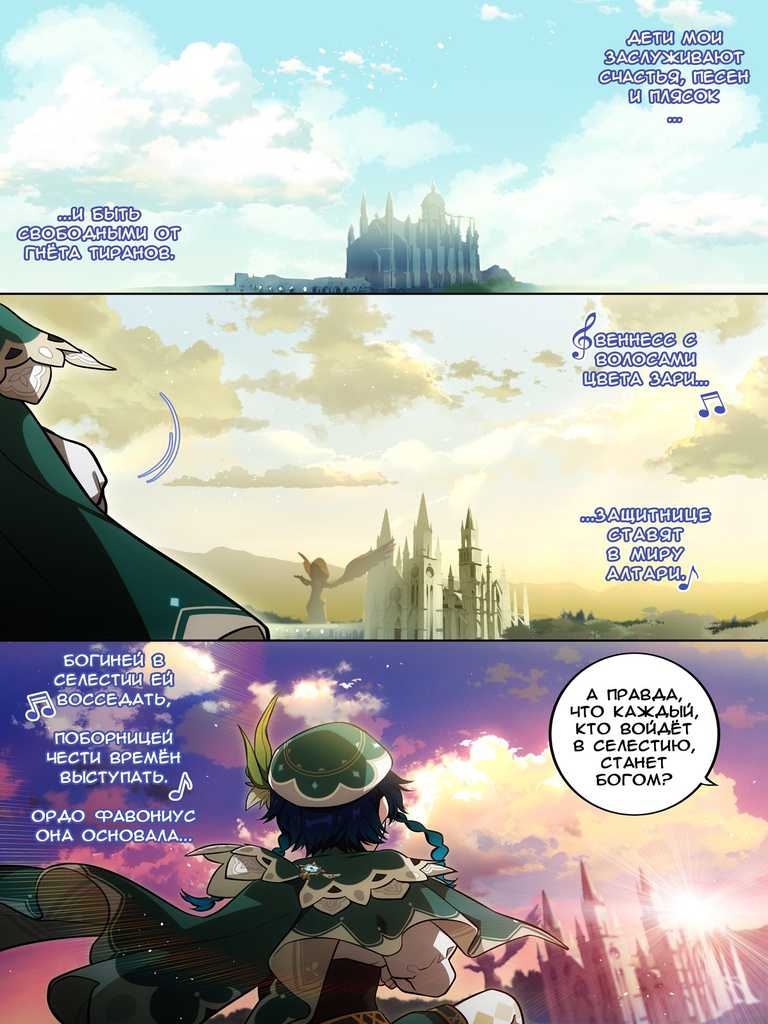 ДЕТИ МОИ
ЗАСЛУЖИВАЮТ
СЧАСТЬЯ, ПЕСЕН
И ПЛЯСОК
...
...И БЫТЬ
СВОБОДНЫМИ ОТ
ГНЁТА ТИРАНОВ.
ВЕННЕСС С
ВОЛОСАМИ
ЦВЕТА ЗАРИ...
...ЗАЩИТНИЦЕ
СТАВЯТ
В МИРУ
АЛТАРИ.
БОГИНЕЙ В
СЕЛЕСТИИ ЕЙ
ВОССЕДАТЬ,
ПОБОРНИЦЕЙ
ЧЕСТИ ВРЕМЁН
ВЫСТУПАТЬ.
ОРДО ФАВОНИУС
ОНА ОСНОВАЛА...
А ПРАВДА,
ЧТО КАЖДЫЙ,
КТО ВОЙДЁТ
В СЕЛЕСТИЮ,
СТАНЕТ
БОГОМ?